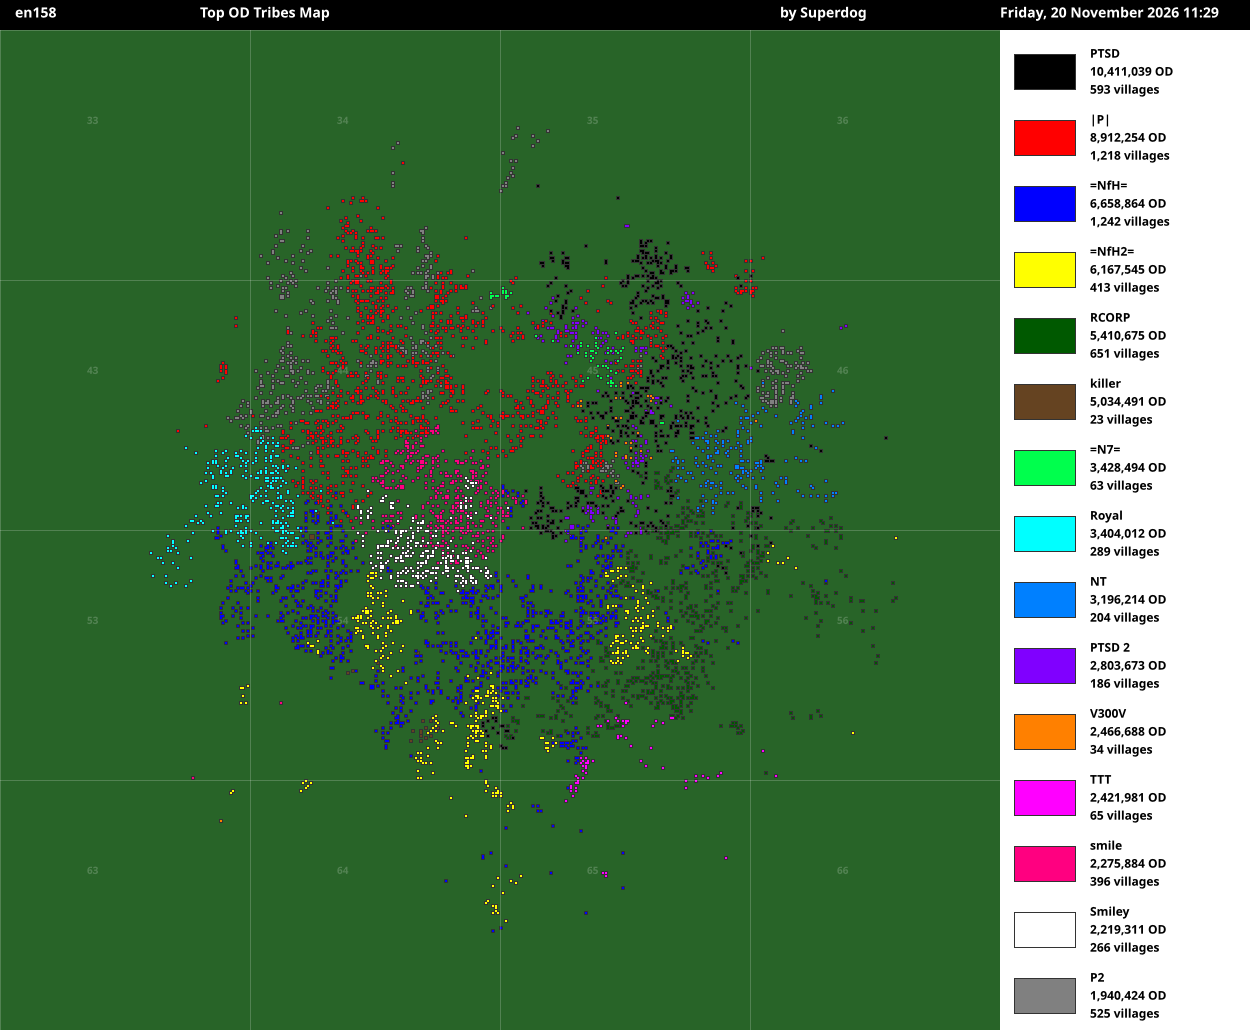 en158 Top OD Tribes Map by Superdog Friday, 20 November 2026 11:29
PTSD
10,411,039 OD
593 villages
|P|
8,912,254 OD
1,218 villages
=NfH=
6,658,864 OD
1,242 villages
=NfH2=
6,167,545 OD
413 villages
RCORP
5,410,675 OD
651 villages
killer
5,034,491 OD
23 villages
=N7=
3,428,494 OD
63 villages
Royal
3,404,012 OD
289 villages
NT
3,196,214 OD
204 villages
PTSD 2
2,803,673 OD
186 villages
V300V
2,466,688 OD
34 villages
TTT
2,421,981 OD
65 villages
smile
2,275,884 OD
396 villages
Smiley
2,219,311 OD
266 villages
P2
1,940,424 OD
525 villages
33 34 35 36
43 44 45 46
53 54 55 56
63 64 65 66